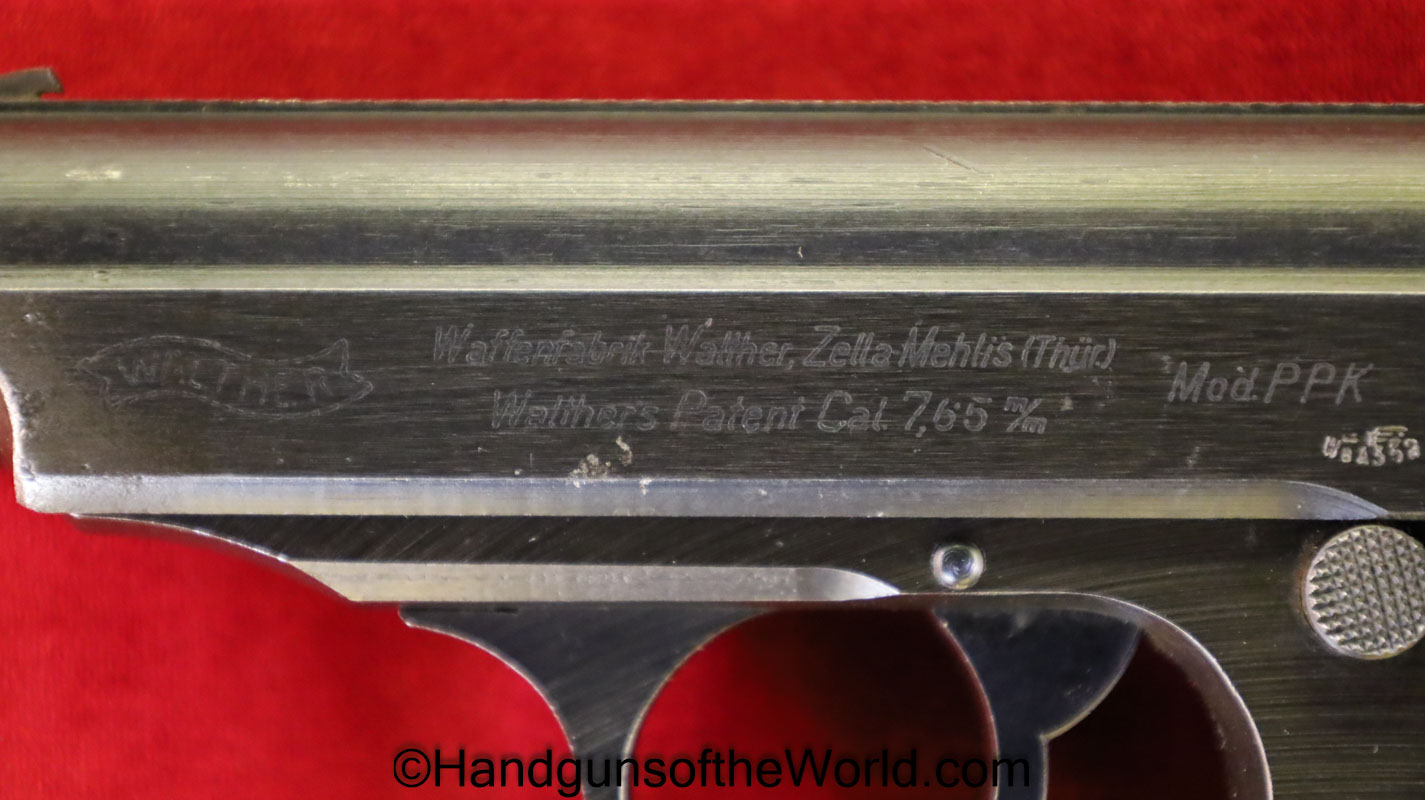 WALTHER
Waffenfabrik Walther, Zella-Mehlis (Thür.)
Walther's Patent Cal. 7,65 m/m
Mod. PPK
©HandgunsoftheWorld.com